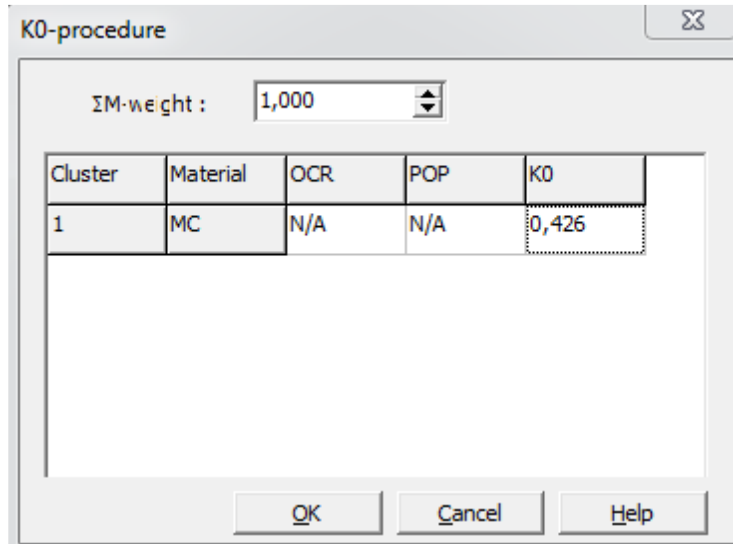 K0-procedure
ΣM-weight : 1,000
Cluster Material OCR POP K0
1 MC N/A N/A 0,426
OK Cancel Help